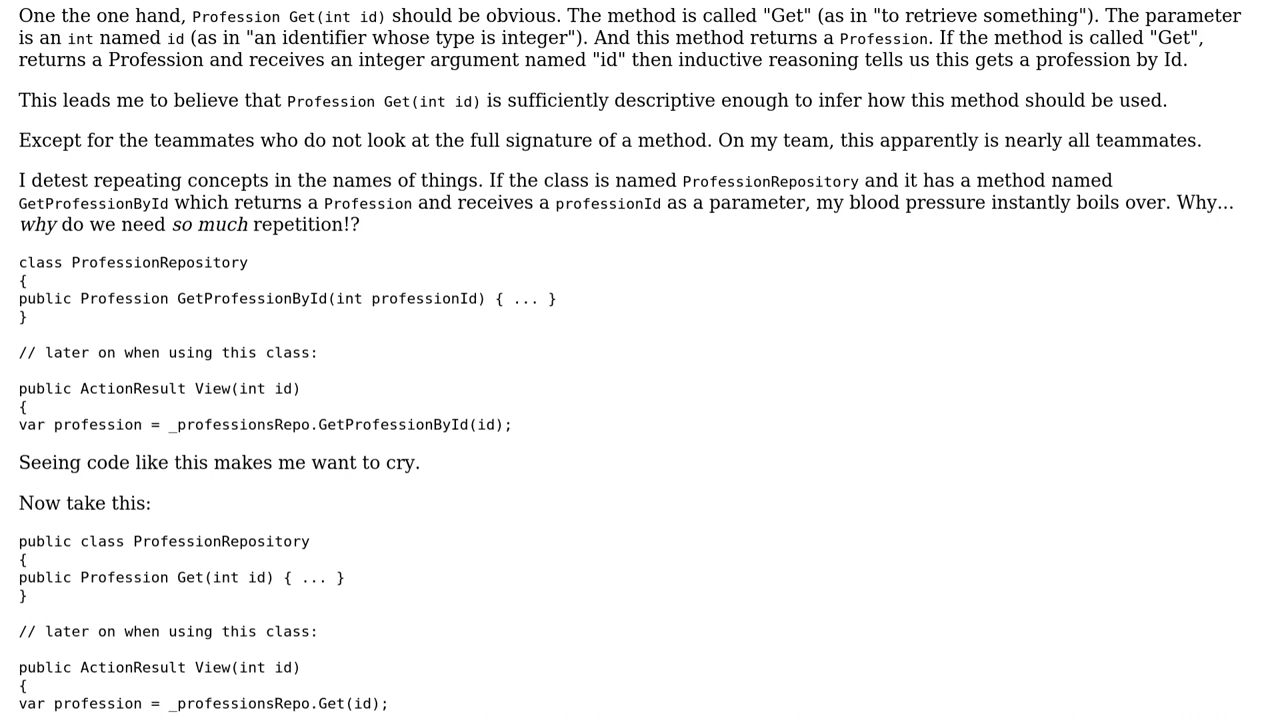 One the one hand, Profession Get(int id) should be obvious. The method is called "Get" (as in "to retrieve something"). The parameter
is an int named id (as in "an identifier whose type is integer"). And this method returns a Profession. If the method is called "Get",
returns a Profession and receives an integer argument named "id" then inductive reasoning tells us this gets a profession by Id.
This leads me to believe that Profession Get(int id) is sufficiently descriptive enough to infer how this method should be used.
Except for the teammates who do not look at the full signature of a method. On my team, this apparently is nearly all teammates.
I detest repeating concepts in the names of things. If the class is named ProfessionRepository and it has a method named
GetProfessionById which returns a Profession and receives a professionId as a parameter, my blood pressure instantly boils over. Why...
why do we need so much repetition!?
class ProfessionRepository
{
public Profession GetProfessionById(int professionId) { ... }
}
// later on when using this class:
public ActionResult View(int id)
{
var profession = _professionsRepo.GetProfessionById(id);
Seeing code like this makes me want to cry.
Now take this:
public class ProfessionRepository
{
public Profession Get(int id) { ... }
}
// later on when using this class:
public ActionResult View(int id)
{
var profession = _professionsRepo.Get(id);